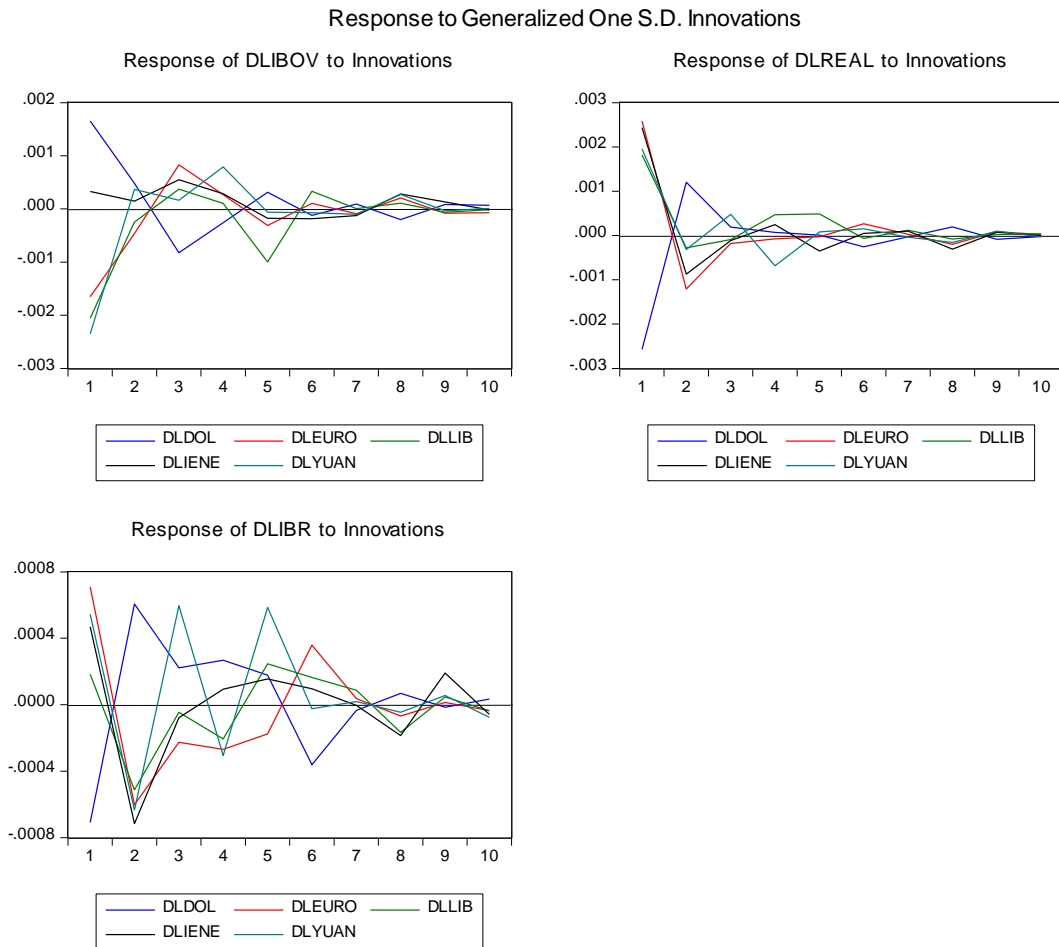 Response to Generalized One S.D. Innovations
Response of DLIBOV to Innovations
.002
.001
.000
-.001
-.002
-.003
1 2 3 4 5 6 7 8 9 10
DLDOL DLEURO DLLIB
DLIENE DLYUAN
Response of DLREAL to Innovations
.003
.002
.001
.000
-.001
-.002
-.003
1 2 3 4 5 6 7 8 9 10
DLDOL DLEURO DLLIB
DLIENE DLYUAN
Response of DLIBR to Innovations
.0008
.0004
.0000
-.0004
-.0008
1 2 3 4 5 6 7 8 9 10
DLDOL DLEURO DLLIB
DLIENE DLYUAN